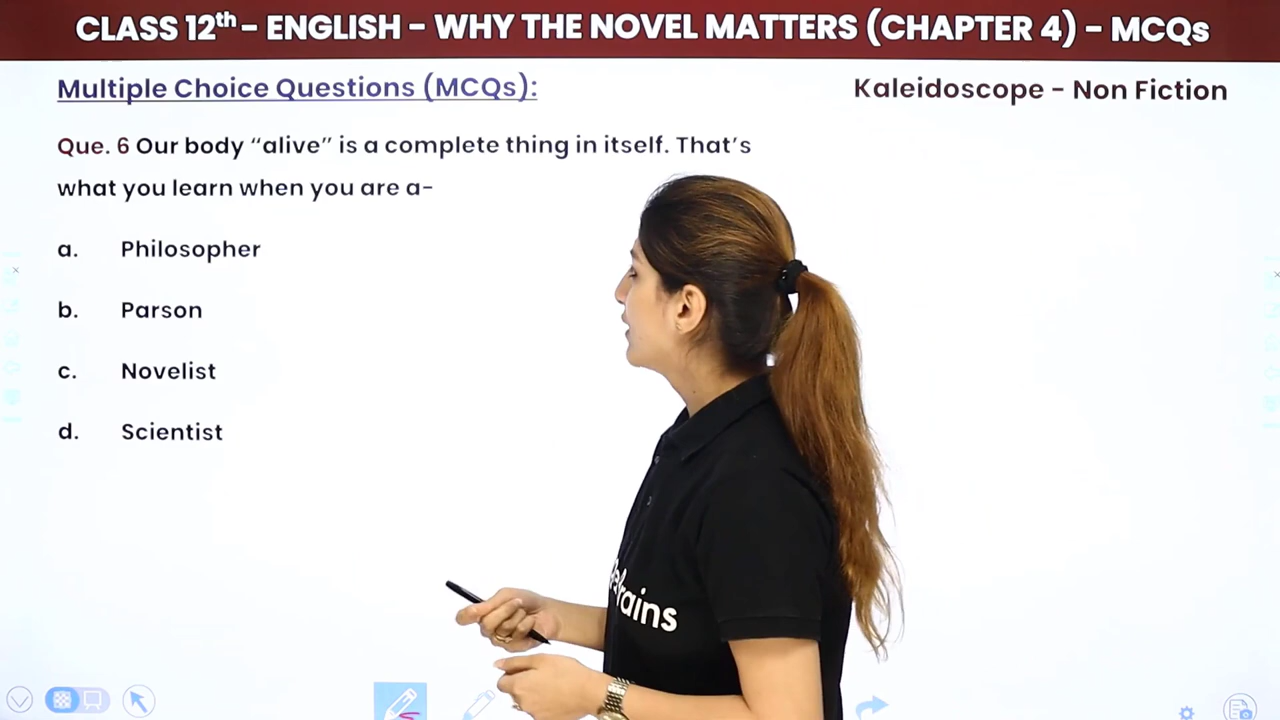 CLASS 12th - ENGLISH - WHY THE NOVEL MATTERS (CHAPTER 4) - MCQs
Multiple Choice Questions (MCQs):
Kaleidoscope - Non Fiction
Que. 6 Our body “alive” is a complete thing in itself. That’s
what you learn when you are a-
a. Philosopher
b. Parson
c. Novelist
d. Scientist